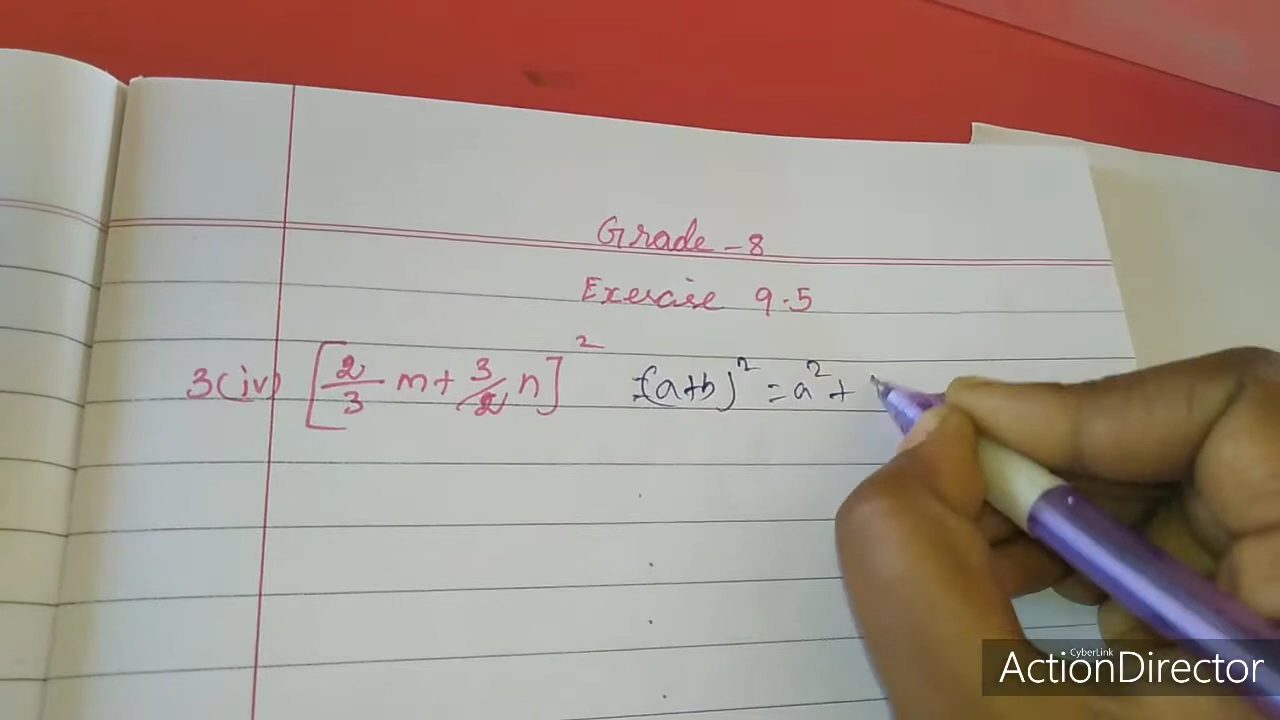 Grade - 8
Exercise 9.5
3(iv) [2/3 m + 3/2 n]² (a+b)² = a² +
CyberLink
ActionDirector